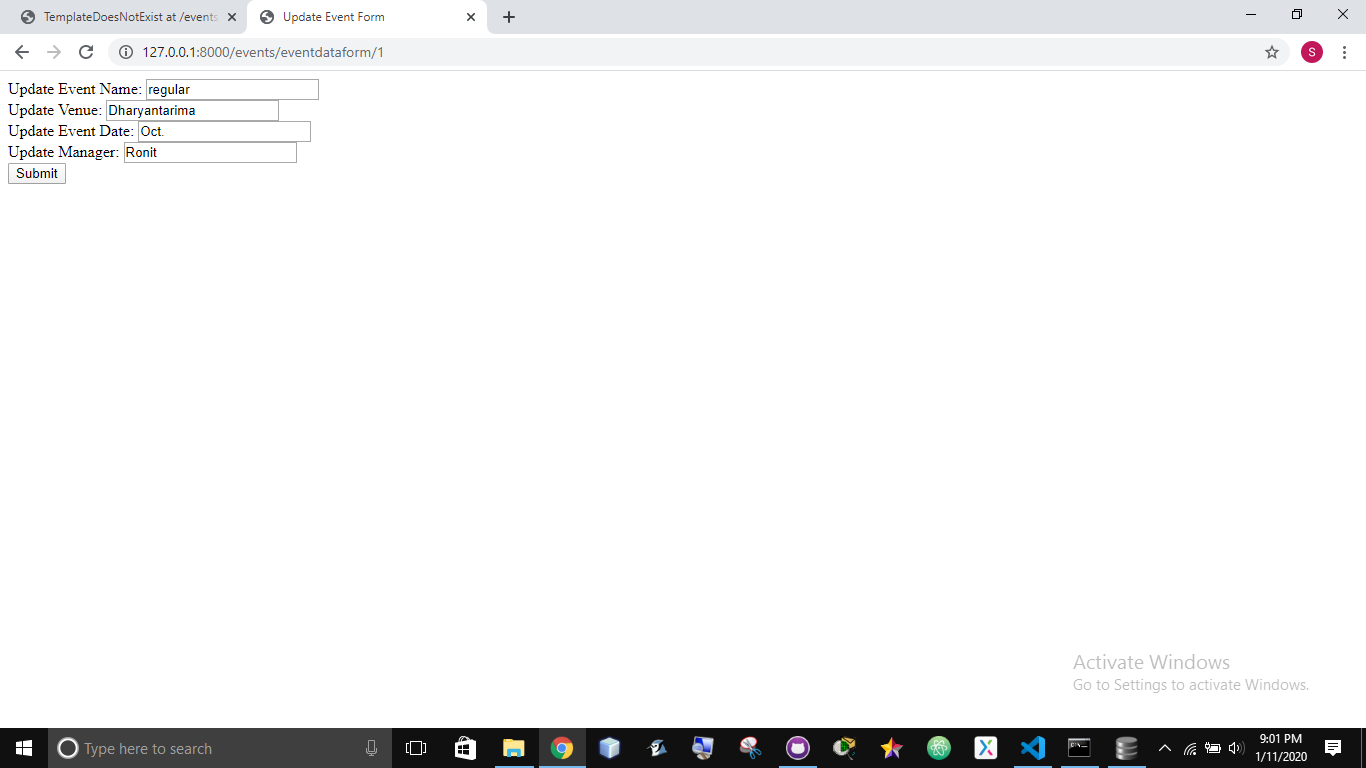 TemplateDoesNotExist at /events
Update Event Form
127.0.0.1:8000/events/eventdataform/1
S
Update Event Name: regular
Update Venue: Dharyantarima
Update Event Date: Oct.
Update Manager: Ronit
Submit
Activate Windows
Go to Settings to activate Windows.
Type here to search
9:01 PM
1/11/2020